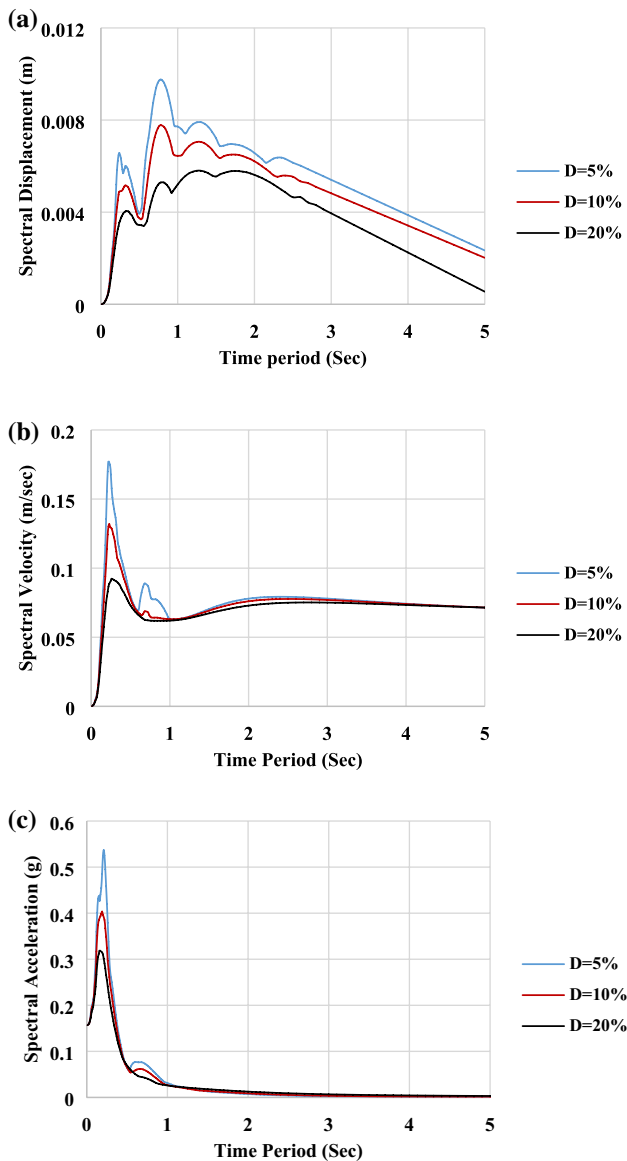 (a)
Spectral Displacement (m)
0.012
0.008
0.004
0
0 1 2 3 4 5
Time period (Sec)
D=5%
D=10%
D=20%
(b)
Spectral Velocity (m/sec)
0.2
0.15
0.1
0.05
0
0 1 2 3 4 5
Time Period (Sec)
D=5%
D=10%
D=20%
(c)
Spectral Acceleration (g)
0.6
0.5
0.4
0.3
0.2
0.1
0
0 1 2 3 4 5
Time Period (Sec)
D=5%
D=10%
D=20%